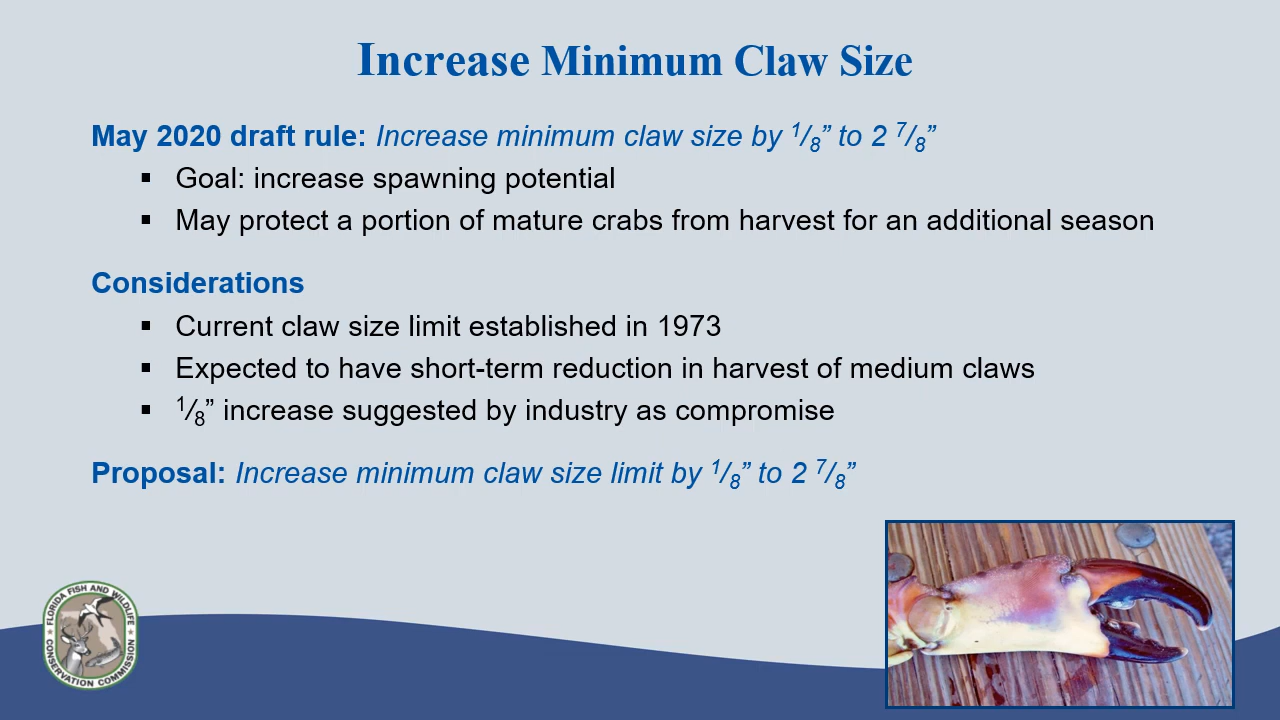 Increase Minimum Claw Size
May 2020 draft rule: Increase minimum claw size by 1/8” to 2 7/8”
▪ Goal: increase spawning potential
▪ May protect a portion of mature crabs from harvest for an additional season
Considerations
▪ Current claw size limit established in 1973
▪ Expected to have short-term reduction in harvest of medium claws
▪ 1/8” increase suggested by industry as compromise
Proposal: Increase minimum claw size limit by 1/8” to 2 7/8”
FLORIDA FISH AND WILDLIFE
CONSERVATION COMMISSION